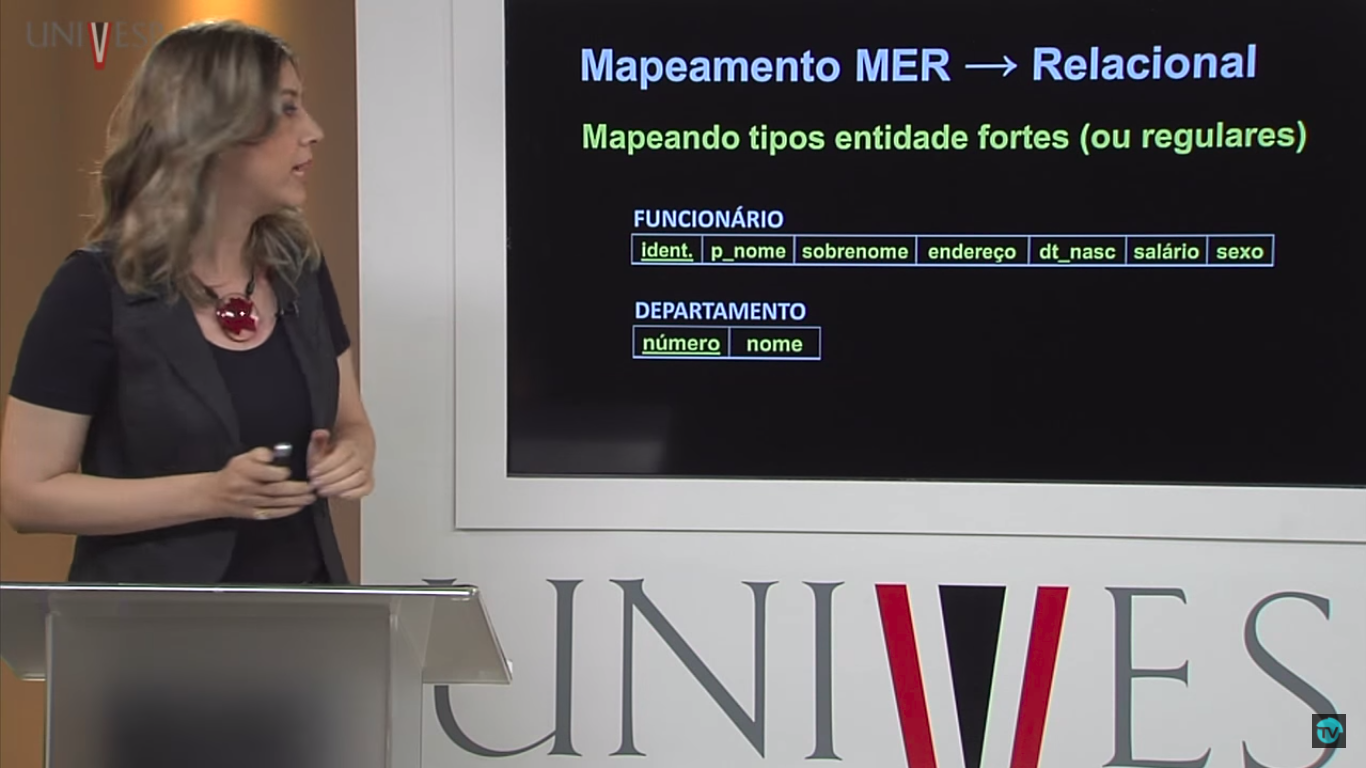 UNIVES
Mapeamento MER → Relacional
Mapeando tipos entidade fortes (ou regulares)
FUNCIONÁRIO
ident. p_nome sobrenome endereço dt_nasc salário sexo
DEPARTAMENTO
número nome
UNIVES
TV